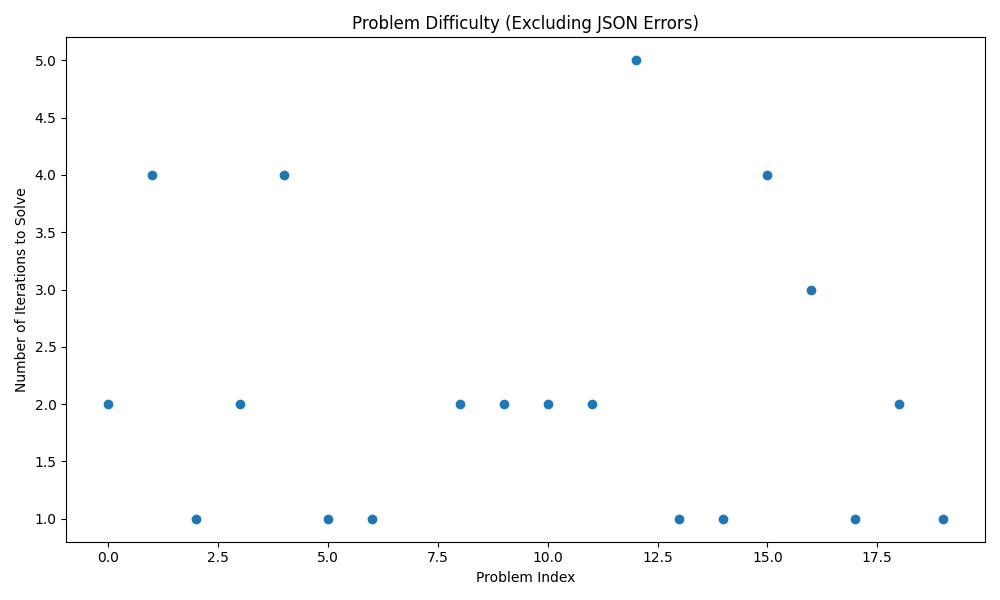 Problem Difficulty (Excluding JSON Errors)
Number of Iterations to Solve
5.0
4.5
4.0
3.5
3.0
2.5
2.0
1.5
1.0
0.0 2.5 5.0 7.5 10.0 12.5 15.0 17.5
Problem Index